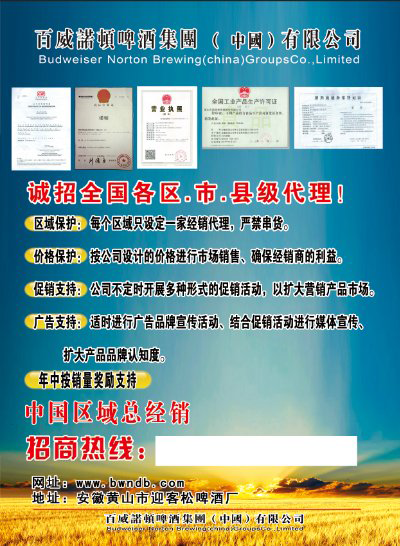 百威諾頓啤酒集團（中國）有限公司
Budweiser Norton Brewing(china)GroupsCo.,Limited
营业执照
全国工业产品生产许可证
诚招全国各区.市.县级代理！
区域保护：每个区域只设定一家经销代理，严禁串货。
价格保护：按公司设计的价格进行市场销售、确保经销商的利益。
促销支持：公司不定时开展多种形式的促销活动，以扩大营销产品市场。
广告支持：适时进行广告品牌宣传活动、结合促销活动进行媒体宣传、
扩大产品品牌认知度。
年中按销量奖励支持
中国区域总经销
招商热线：
网址：www.bwndb.com
地址：安徽黄山市迎客松啤酒厂
百威諾頓啤酒集團（中國）有限公司
Budweiser Norton Brewing(china)GroupsCo.,Limited